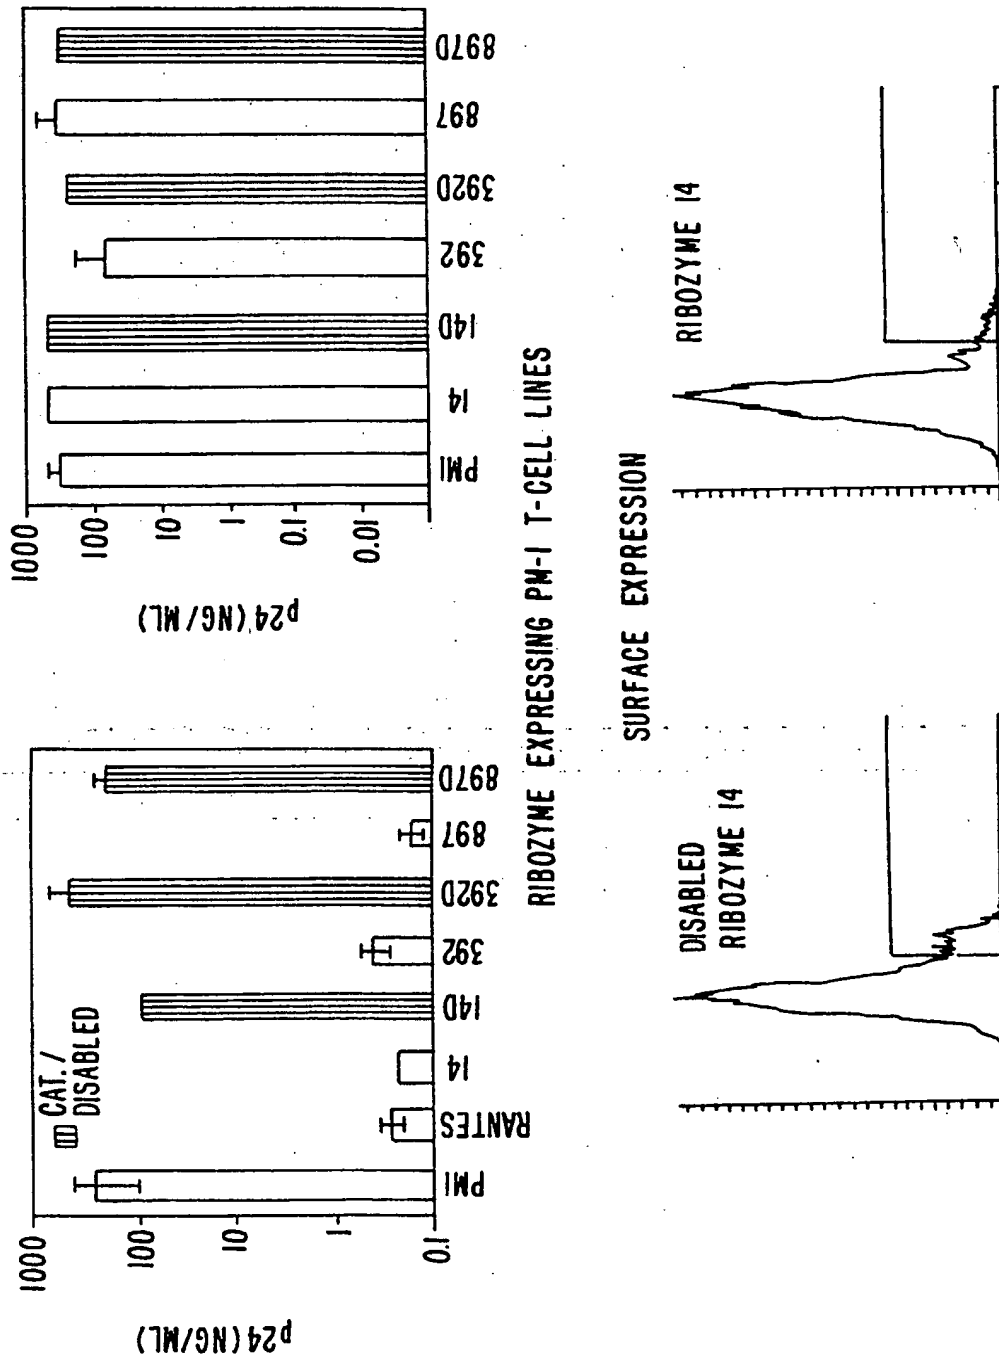 1000
100
10
1
0.1
p24 (NG/ML)
CAT./
DISABLED
PM1
RANTES
14
14D
392
392D
897
897D
1000
100
10
1
0.1
0.01
p24 (NG/ML)
PM1
14
14D
392
392D
897
897D
RIBOZYME EXPRESSING PM-1 T-CELL LINES
SURFACE EXPRESSION
DISABLED
RIBOZYME 14
RIBOZYME 14